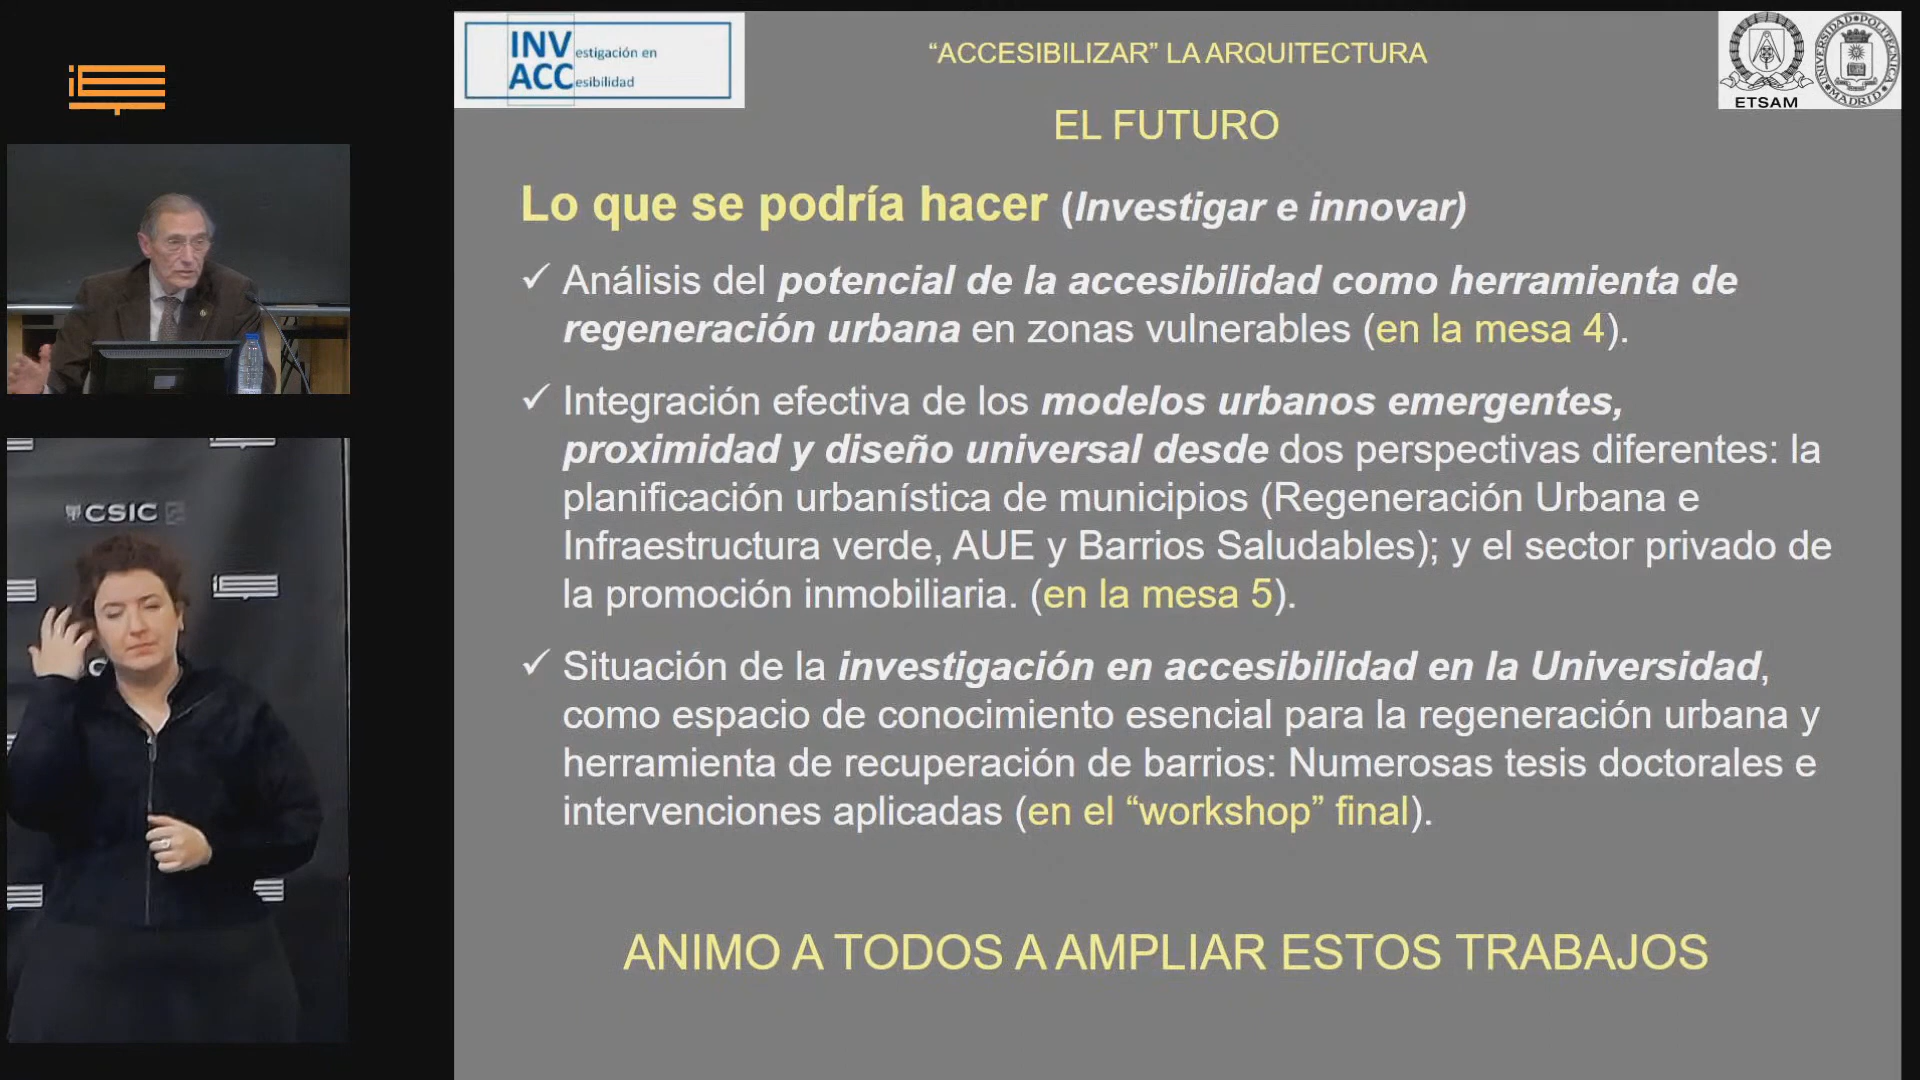 INVestigación en
ACCesibilidad
“ACCESIBILIZAR” LA ARQUITECTURA
ETSAM
UNIVERSIDAD POLITÉCNICA MADRID
EL FUTURO
Lo que se podría hacer (Investigar e innovar)
✓ Análisis del potencial de la accesibilidad como herramienta de
regeneración urbana en zonas vulnerables (en la mesa 4).
✓ Integración efectiva de los modelos urbanos emergentes,
proximidad y diseño universal desde dos perspectivas diferentes: la
planificación urbanística de municipios (Regeneración Urbana e
Infraestructura verde, AUE y Barrios Saludables); y el sector privado de
la promoción inmobiliaria. (en la mesa 5).
✓ Situación de la investigación en accesibilidad en la Universidad,
como espacio de conocimiento esencial para la regeneración urbana y
herramienta de recuperación de barrios: Numerosas tesis doctorales e
intervenciones aplicadas (en el “workshop” final).
ANIMO A TODOS A AMPLIAR ESTOS TRABAJOS
CSIC